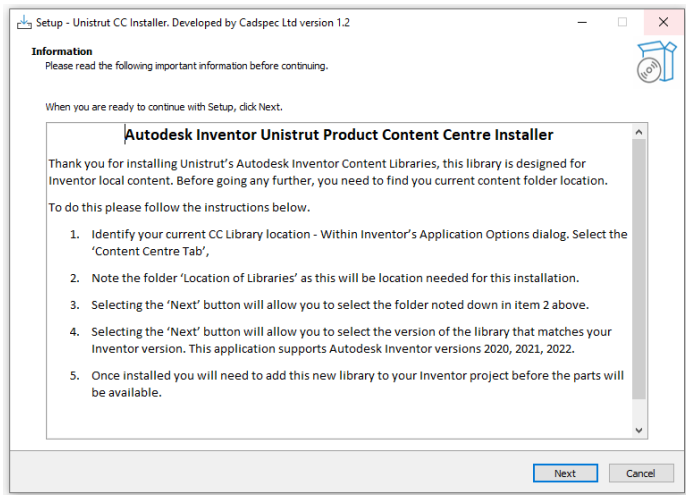 Setup - Unistrut CC Installer. Developed by Cadspec Ltd version 1.2
Information
Please read the following important information before continuing.
When you are ready to continue with Setup, click Next.
Autodesk Inventor Unistrut Product Content Centre Installer
Thank you for installing Unistrut's Autodesk Inventor Content Libraries, this library is designed for
Inventor local content. Before going any further, you need to find you current content folder location.
To do this please follow the instructions below.
1. Identify your current CC Library location - Within Inventor's Application Options dialog. Select the
‘Content Centre Tab’,
2. Note the folder ‘Location of Libraries’ as this will be location needed for this installation.
3. Selecting the ‘Next’ button will allow you to select the folder noted down in item 2 above.
4. Selecting the ‘Next’ button will allow you to select the version of the library that matches your
Inventor version. This application supports Autodesk Inventor versions 2020, 2021, 2022.
5. Once installed you will need to add this new library to your Inventor project before the parts will
be available.
Next Cancel